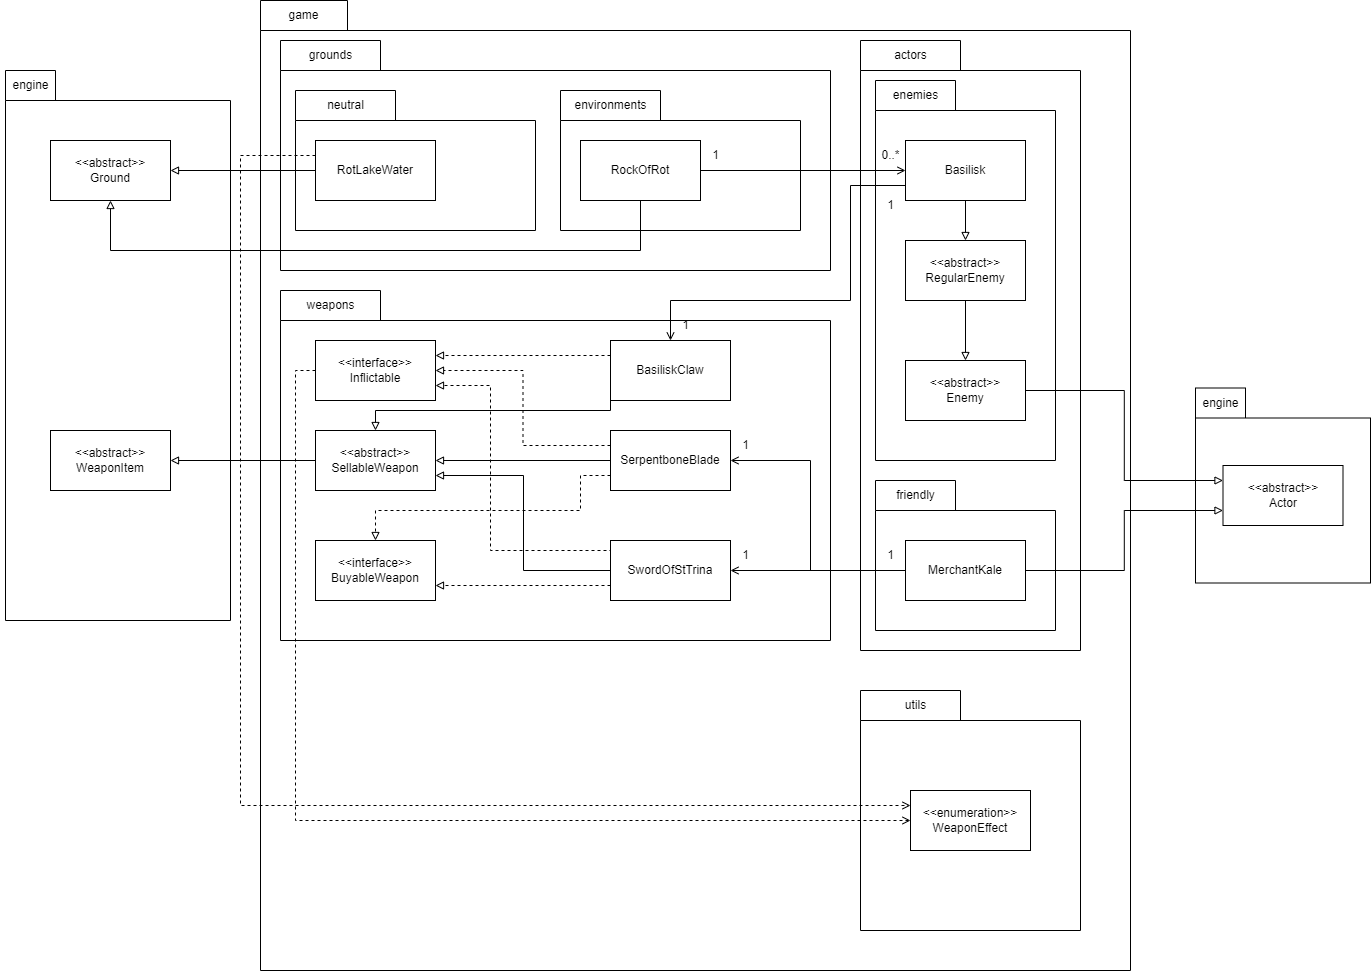 game
grounds
actors
engine
neutral
environments
enemies
<<abstract>>
Ground
RotLakeWater
RockOfRot
1
0..*
Basilisk
1
<<abstract>>
RegularEnemy
weapons
1
<<interface>>
Inflictable
BasiliskClaw
<<abstract>>
Enemy
engine
<<abstract>>
WeaponItem
<<abstract>>
SellableWeapon
SerpentboneBlade
1
friendly
<<abstract>>
Actor
<<interface>>
BuyableWeapon
SwordOfStTrina
1
1
MerchantKale
utils
<<enumeration>>
WeaponEffect